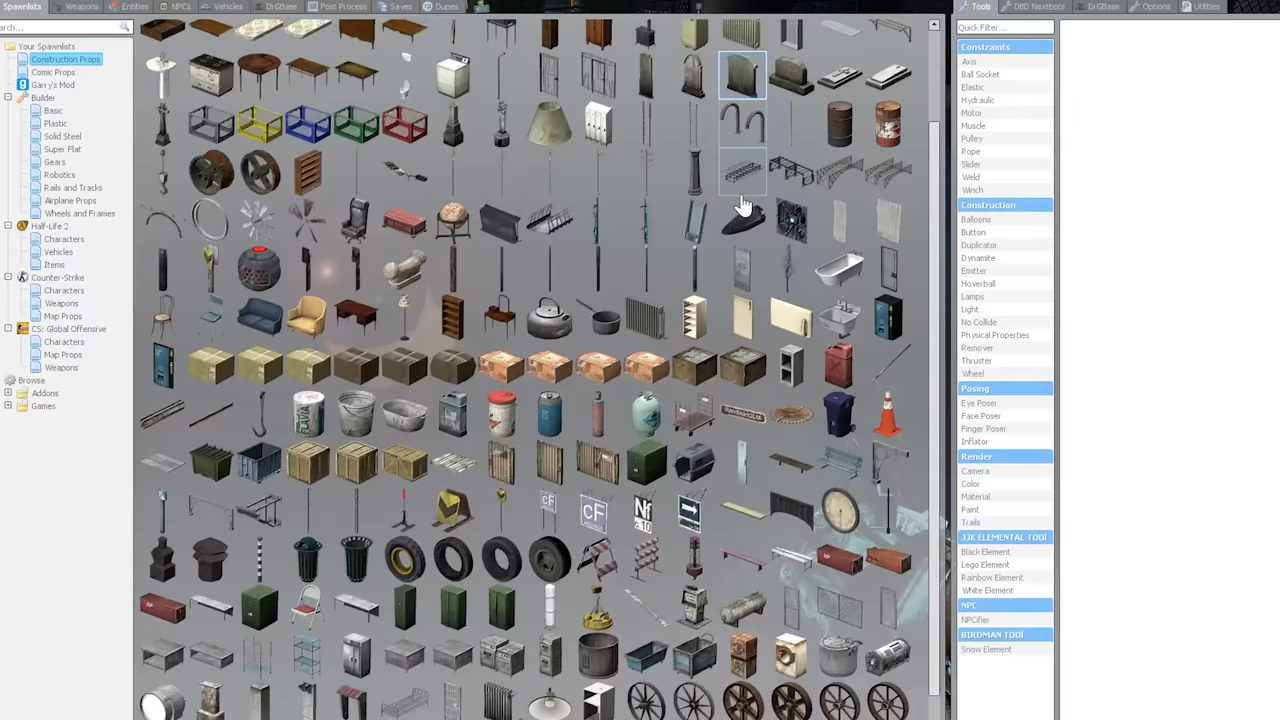 Spawnlists
Weapons
Entities
NPCs
Vehicles
DrGBase
Post Process
Saves
Dupes
Tools
DBD Nextbots
DrGBase
Options
Utilities
rch...
Quick Filter...
Your Spawnlists
Construction Props
Comic Props
Garry's Mod
Builder
Basic
Plastic
Solid Steel
Super Flat
Gears
Robotics
Rails and Tracks
Airplane Props
Wheels and Frames
Half-Life 2
Characters
Vehicles
Items
Counter-Strike
Characters
Weapons
Map Props
CS: Global Offensive
Characters
Map Props
Weapons
Browse
Addons
Games
RAVENHOLM
CF
CF
Nf
Constraints
Axis
Ball Socket
Elastic
Hydraulic
Motor
Muscle
Pulley
Rope
Slider
Weld
Winch
Construction
Balloons
Button
Duplicator
Dynamite
Emitter
Hoverball
Lamps
Light
No Collide
Physical Properties
Remover
Thruster
Wheel
Posing
Eye Poser
Face Poser
Finger Poser
Inflator
Render
Camera
Color
Material
Paint
Trails
JJK ELEMENTAL TOOl
Black Element
Lego Element
Rainbow Element
White Element
NPC
NPCifier
BIRDMAN TOOl
Snow Element